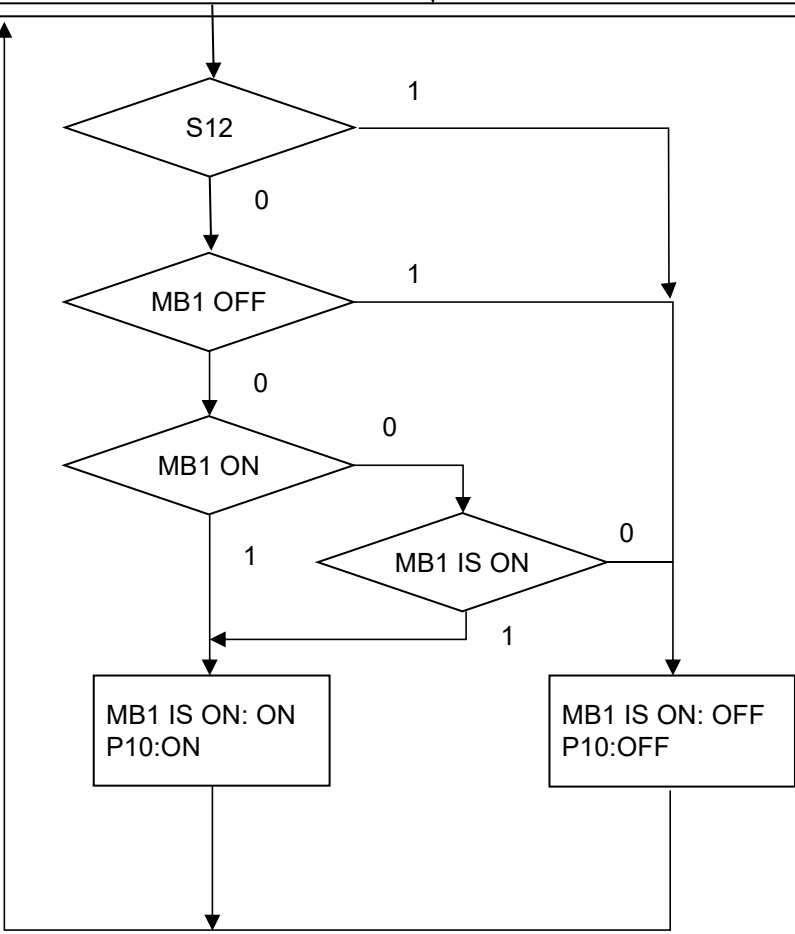 1
S12
0
1
MB1 OFF
0
0
MB1 ON
0
1
MB1 IS ON
1
MB1 IS ON: ON
P10:ON
MB1 IS ON: OFF
P10:OFF